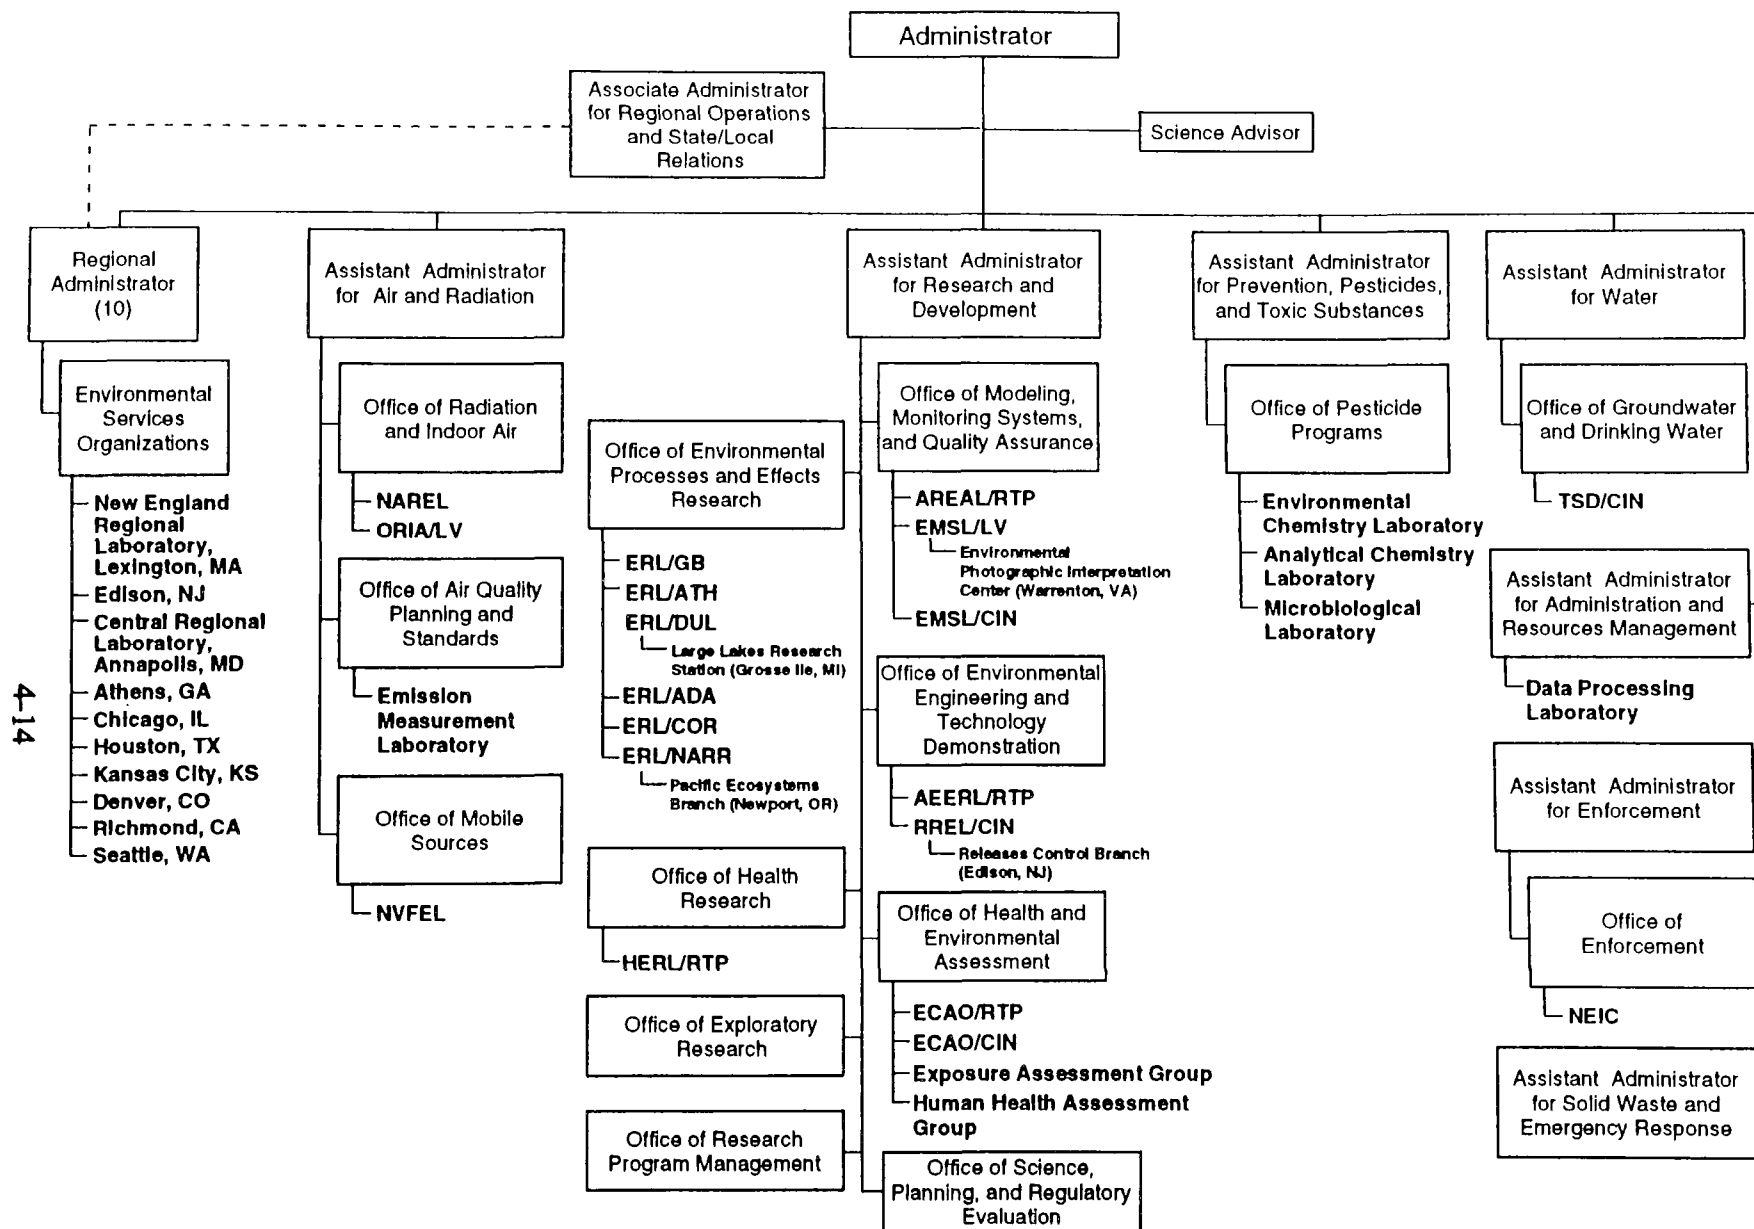 Administrator
Associate Administrator
for Regional Operations
and State/Local
Relations
Science Advisor
Regional
Administrator
(10)
Environmental
Services
Organizations
New England
Regional
Laboratory,
Lexington, MA
Edison, NJ
Central Regional
Laboratory,
Annapolis, MD
Athens, GA
Chicago, IL
Houston, TX
Kansas City, KS
Denver, CO
Richmond, CA
Seattle, WA
Assistant Administrator
for Air and Radiation
Office of Radiation
and Indoor Air
NAREL
ORIA/LV
Office of Air Quality
Planning and
Standards
Emission
Measurement
Laboratory
Office of Mobile
Sources
NVFEL
Assistant Administrator
for Research and
Development
Office of Environmental
Processes and Effects
Research
ERL/GB
ERL/ATH
ERL/DUL
Large Lakes Research
Station (Grosse Ile, MI)
ERL/ADA
ERL/COR
ERL/NARR
Pacific Ecosystems
Branch (Newport, OR)
Office of Health
Research
HERL/RTP
Office of Exploratory
Research
Office of Research
Program Management
Office of Modeling,
Monitoring Systems,
and Quality Assurance
AREAL/RTP
EMSL/LV
Environmental
Photographic Interpretation
Center (Warrenton, VA)
EMSL/CIN
Office of Environmental
Engineering and
Technology
Demonstration
AEERL/RTP
RREL/CIN
Releases Control Branch
(Edison, NJ)
Office of Health and
Environmental
Assessment
ECAO/RTP
ECAO/CIN
Exposure Assessment Group
Human Health Assessment
Group
Office of Science,
Planning, and Regulatory
Evaluation
Assistant Administrator
for Prevention, Pesticides,
and Toxic Substances
Office of Pesticide
Programs
Environmental
Chemistry Laboratory
Analytical Chemistry
Laboratory
Microbiological
Laboratory
Assistant Administrator
for Water
Office of Groundwater
and Drinking Water
TSD/CIN
Assistant Administrator
for Administration and
Resources Management
Data Processing
Laboratory
Assistant Administrator
for Enforcement
Office of
Enforcement
NEIC
Assistant Administrator
for Solid Waste and
Emergency Response
4-14